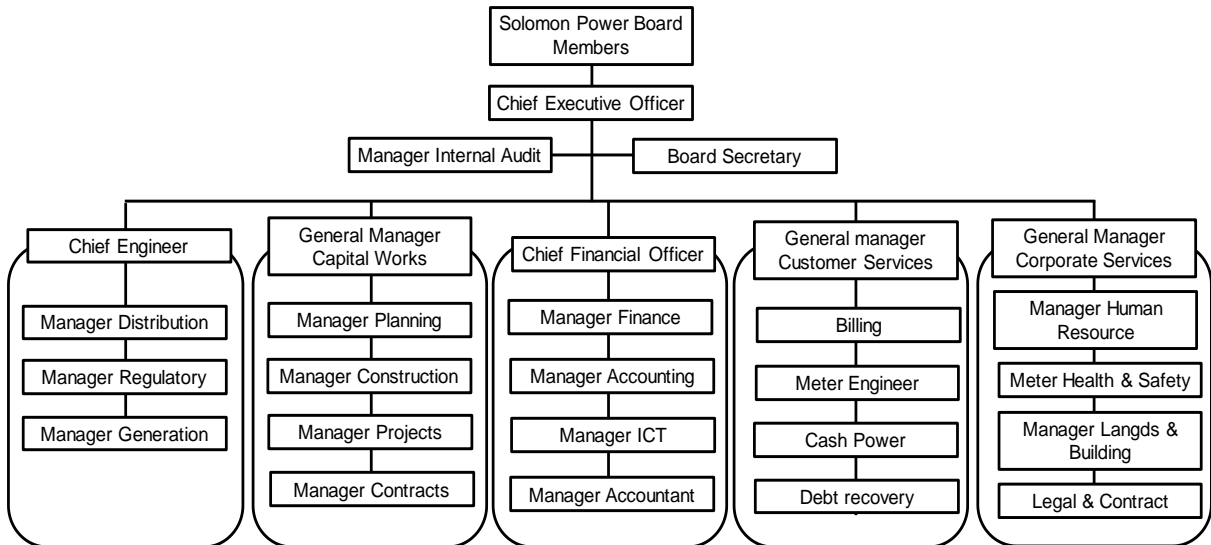 Solomon Power Board
Members
Chief Executive Officer
Manager Internal Audit
Board Secretary
Chief Engineer
Manager Distribution
Manager Regulatory
Manager Generation
General Manager
Capital Works
Manager Planning
Manager Construction
Manager Projects
Manager Contracts
Chief Financial Officer
Manager Finance
Manager Accounting
Manager ICT
Manager Accountant
General manager
Customer Services
Billing
Meter Engineer
Cash Power
Debt recovery
General Manager
Corporate Services
Manager Human
Resource
Meter Health & Safety
Manager Langds &
Building
Legal & Contract